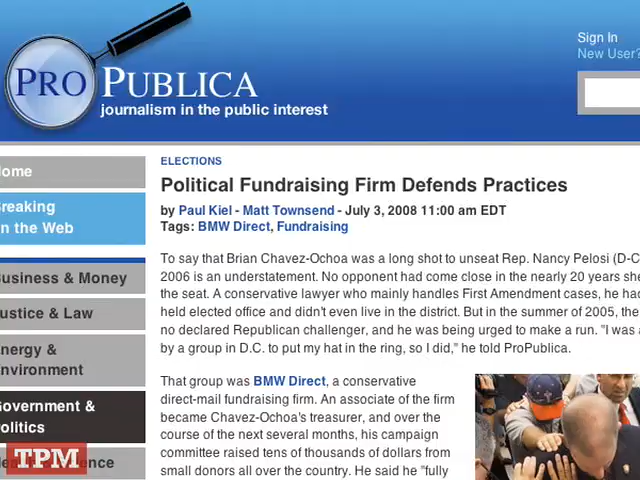 Sign In
New User?
PROPUBLICA
journalism in the public interest
ome
reaking
n the Web
usiness & Money
ustice & Law
nergy &
nvironment
overnment &
olitics
ence
TPM
ELECTIONS
Political Fundraising Firm Defends Practices
by Paul Kiel - Matt Townsend - July 3, 2008 11:00 am EDT
Tags: BMW Direct, Fundraising
To say that Brian Chavez-Ochoa was a long shot to unseat Rep. Nancy Pelosi (D-C
2006 is an understatement. No opponent had come close in the nearly 20 years she
the seat. A conservative lawyer who mainly handles First Amendment cases, he had
held elected office and didn't even live in the district. But in the summer of 2005, the
no declared Republican challenger, and he was being urged to make a run. "I was a
by a group in D.C. to put my hat in the ring, so I did," he told ProPublica.
That group was BMW Direct, a conservative
direct-mail fundraising firm. An associate of the firm
became Chavez-Ochoa's treasurer, and over the
course of the next several months, his campaign
committee raised tens of thousands of dollars from
small donors all over the country. He said he "fully